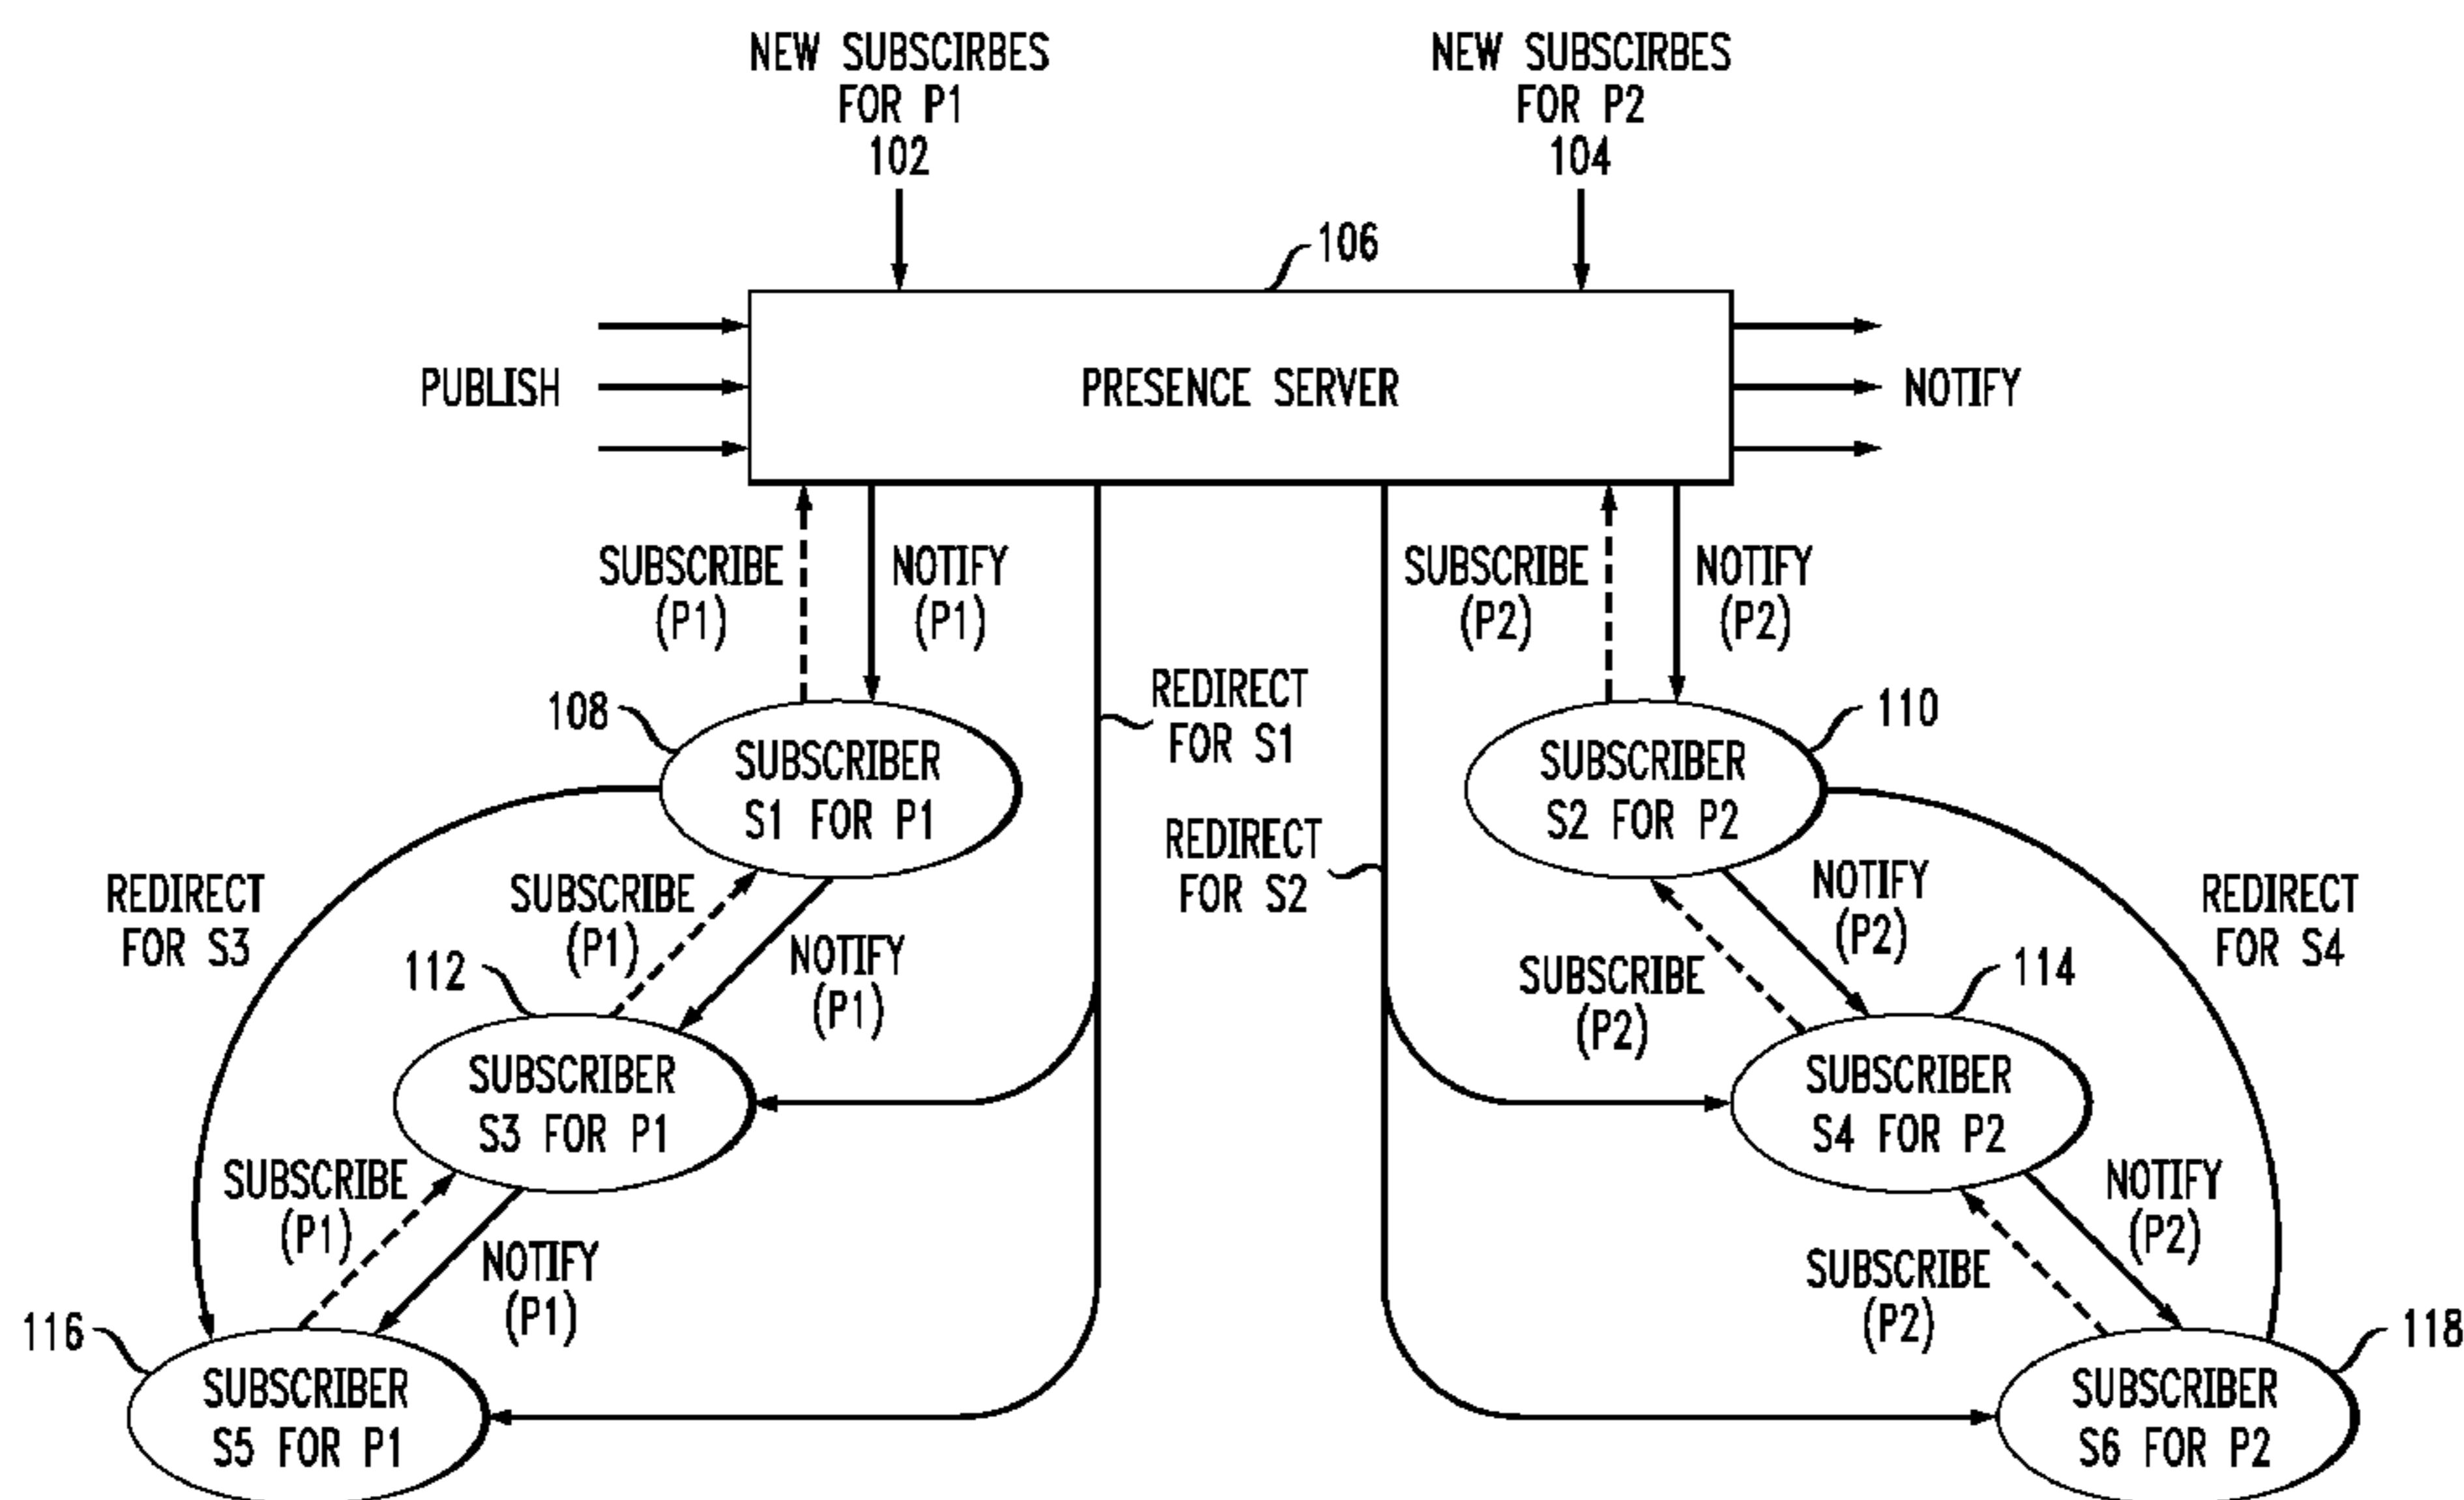 NEW SUBSCIRBES
FOR P1
102
NEW SUBSCIRBES
FOR P2
104
106
PUBLISH
PRESENCE SERVER
NOTIFY
SUBSCRIBE
(P1)
NOTIFY
(P1)
SUBSCRIBE
(P2)
NOTIFY
(P2)
REDIRECT
FOR S1
108
SUBSCRIBER
S1 FOR P1
110
SUBSCRIBER
S2 FOR P2
REDIRECT
FOR S2
REDIRECT
FOR S3
SUBSCRIBE
(P1)
NOTIFY
(P1)
NOTIFY
(P2)
REDIRECT
FOR S4
SUBSCRIBE
(P2)
112
SUBSCRIBER
S3 FOR P1
114
SUBSCRIBER
S4 FOR P2
SUBSCRIBE
(P1)
NOTIFY
(P1)
NOTIFY
(P2)
SUBSCRIBE
(P2)
116
SUBSCRIBER
S5 FOR P1
118
SUBSCRIBER
S6 FOR P2